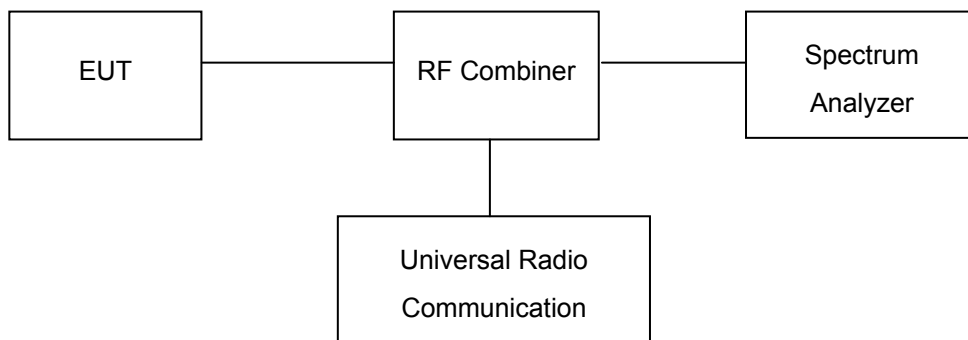 EUT
RF Combiner
Spectrum
Analyzer
Universal Radio
Communication